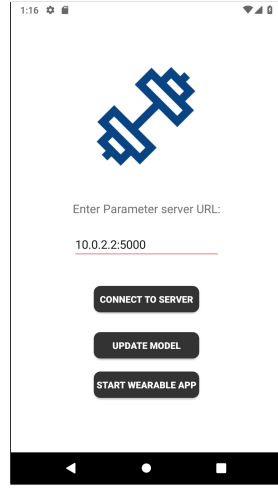 1:16
Enter Parameter server URL:
10.0.2.2:5000
CONNECT TO SERVER
UPDATE MODEL
START WEARABLE APP